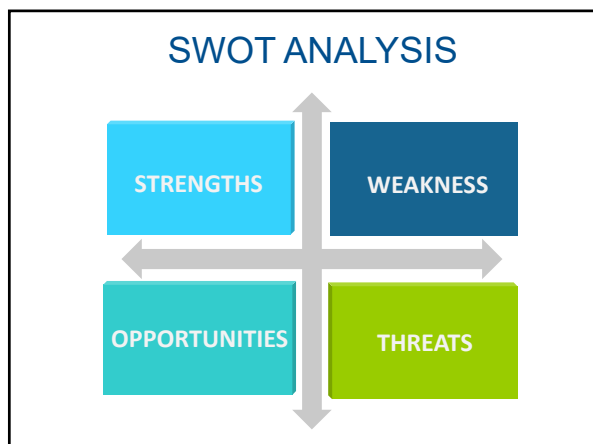 SWOT ANALYSIS
STRENGTHS
WEAKNESS
OPPORTUNITIES
THREATS